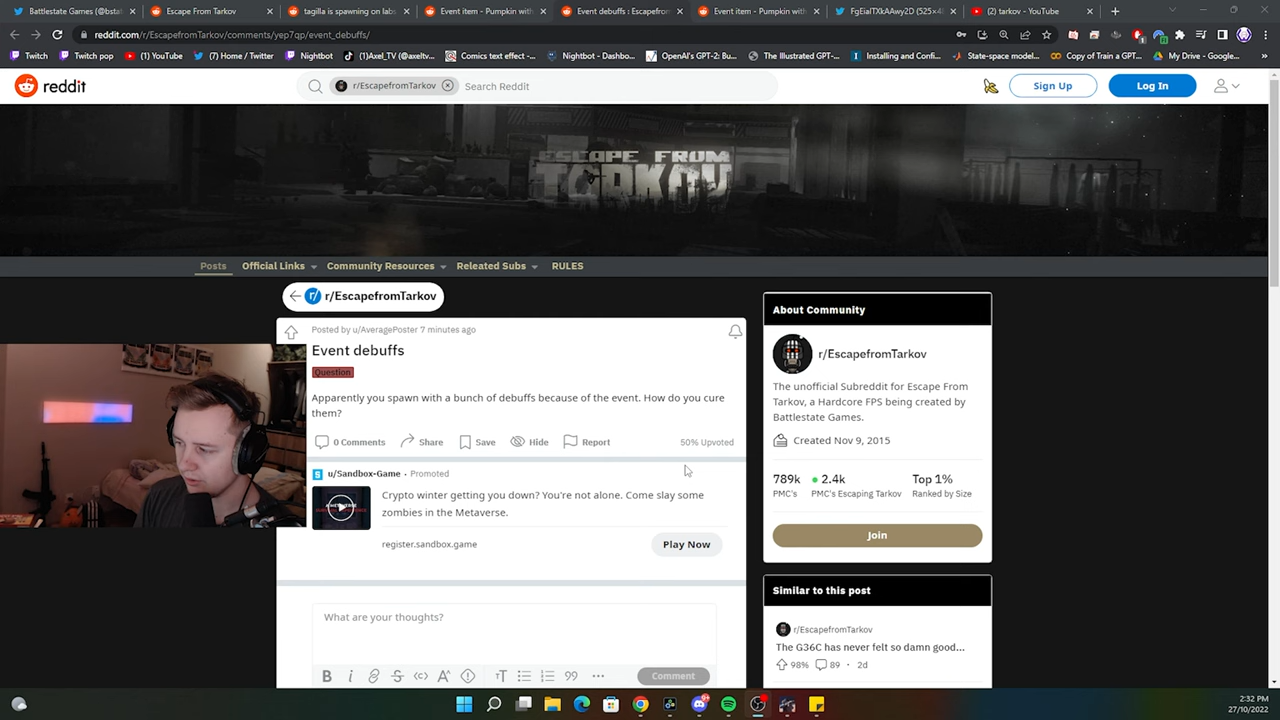 Battlestate Games (@bstat
Escape From Tarkov
tagilla is spawning on labs
Event item - Pumpkin with
Event debuffs : Escapefrom
Event item - Pumpkin with
FgEiaITXkAAwy2D (525×4
(2) tarkov - YouTube
reddit.com/r/EscapefromTarkov/comments/yep7qp/event_debuffs/
Twitch
Twitch pop
(1) YouTube
(7) Home / Twitter
Nightbot
(1)Axel_TV (@axeltv...
Comics text effect -...
Nightbot - Dashbo...
OpenAI's GPT-2: Bu...
The Illustrated GPT-...
Installing and Confi...
State-space model...
Copy of Train a GPT...
My Drive - Google...
reddit
r/EscapefromTarkov
Search Reddit
Sign Up
Log In
ESCAPE FROM
TARKOV
Posts
Official Links
Community Resources
Releated Subs
RULES
r/EscapefromTarkov
Posted by u/AveragePoster 7 minutes ago
Event debuffs
Question
Apparently you spawn with a bunch of debuffs because of the event. How do you cure
them?
0 Comments
Share
Save
Hide
Report
50% Upvoted
u/Sandbox-Game • Promoted
Crypto winter getting you down? You're not alone. Come slay some
zombies in the Metaverse.
register.sandbox.game
Play Now
What are your thoughts?
Comment
About Community
r/EscapefromTarkov
The unofficial Subreddit for Escape From
Tarkov, a Hardcore FPS being created by
Battlestate Games.
Created Nov 9, 2015
789k
2.4k
Top 1%
PMC's
PMC's Escaping Tarkov
Ranked by Size
Join
Similar to this post
r/EscapefromTarkov
The G36C has never felt so damn good...
98%
89
2d
2:32 PM
27/10/2022